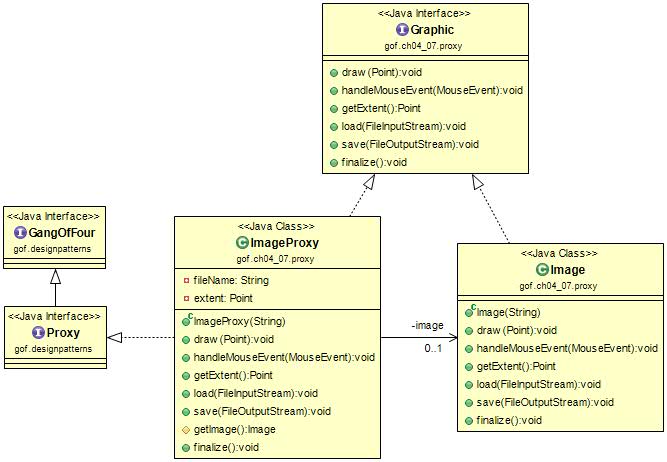 <<Java Interface>>
Graphic
gof.ch04_07.proxy
draw (Point):void
handleMouseEvent(MouseEvent):void
getExtent():Point
load(FileInputStream):void
save(FileOutputStream):void
finalize():void
<<Java Interface>>
GangOfFour
gof.designpatterns
<<Java Interface>>
Proxy
gof.designpatterns
<<Java Class>>
ImageProxy
gof.ch04_07.proxy
fileName: String
extent: Point
ImageProxy(String)
draw (Point):void
handleMouseEvent(MouseEvent):void
getExtent():Point
load(FileInputStream):void
save(FileOutputStream):void
getImage():Image
finalize():void
-image
0..1
<<Java Class>>
Image
gof.ch04_07.proxy
Image(String)
draw (Point):void
handleMouseEvent(MouseEvent):void
getExtent():Point
load(FileInputStream):void
save(FileOutputStream):void
finalize():void